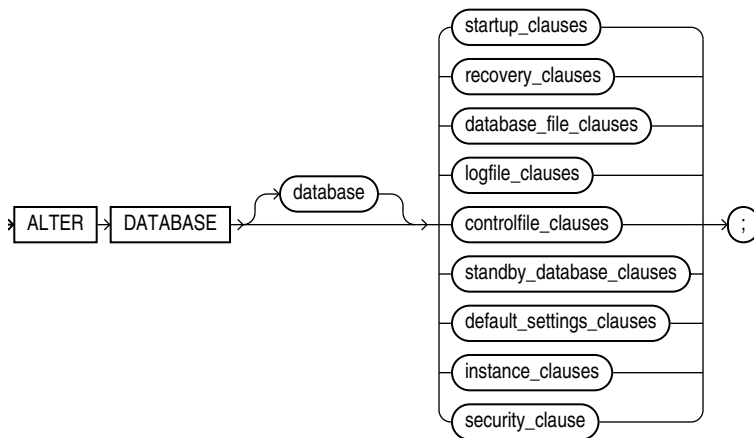 ALTER DATABASE
database
startup_clauses
recovery_clauses
database_file_clauses
logfile_clauses
controlfile_clauses
standby_database_clauses
default_settings_clauses
instance_clauses
security_clause
;